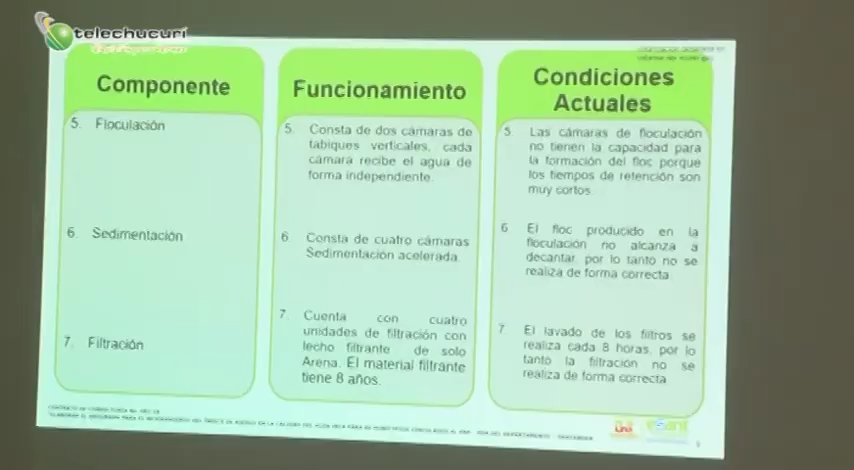 telechucurí
Componente
Funcionamiento
Condiciones
Actuales
5. Floculación
5. Consta de dos cámaras de
tabiques verticales, cada
cámara recibe el agua de
forma independiente.
5. Las cámaras de floculación
no tienen la capacidad para
la formación del floc porque
los tiempos de retención son
muy cortos.
6. Sedimentación
6. Consta de cuatro cámaras
Sedimentación acelerada.
6. El floc producido en la
floculación no alcanza a
decantar, por lo tanto no se
realiza de forma correcta.
7. Filtración
7. Cuenta con cuatro
unidades de filtración con
lecho filtrante de solo
Arena. El material filtrante
tiene 8 años.
7. El lavado de los filtros se
realiza cada 8 horas, por lo
tanto la filtración no se
realiza de forma correcta.